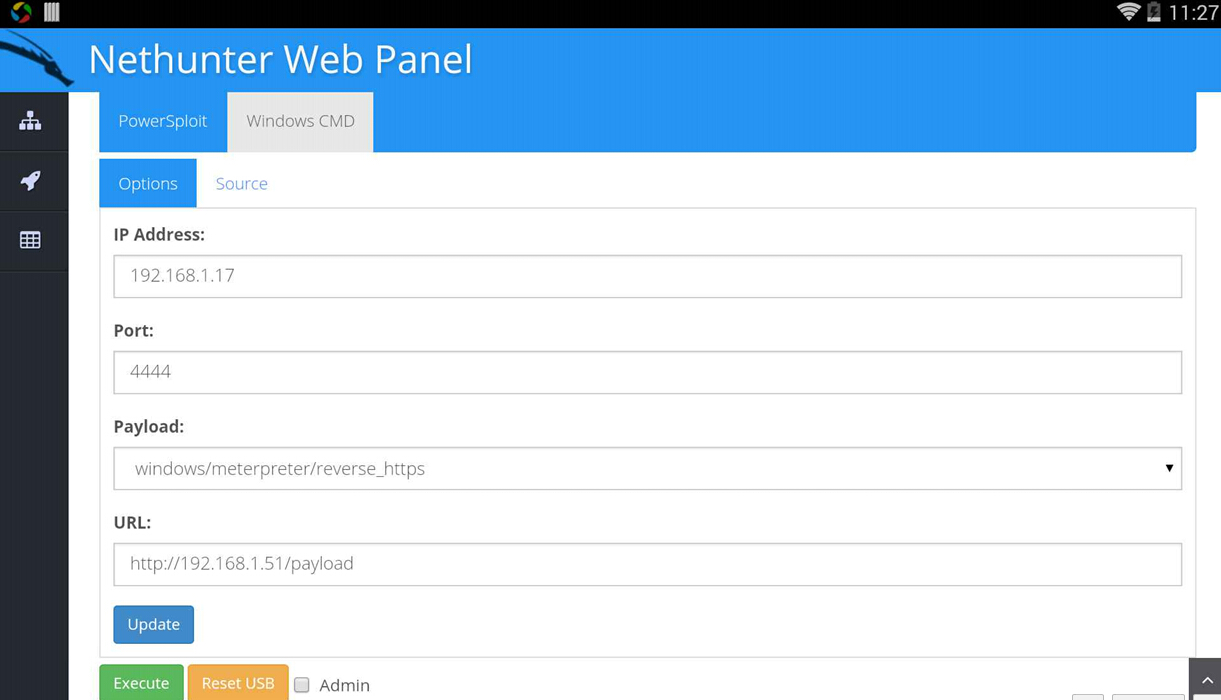 11:27
Nethunter Web Panel
PowerSploit Windows CMD
Options Source
IP Address:
192.168.1.17
Port:
4444
Payload:
windows/meterpreter/reverse_https
URL:
http://192.168.1.51/payload
Update
Execute Reset USB Admin